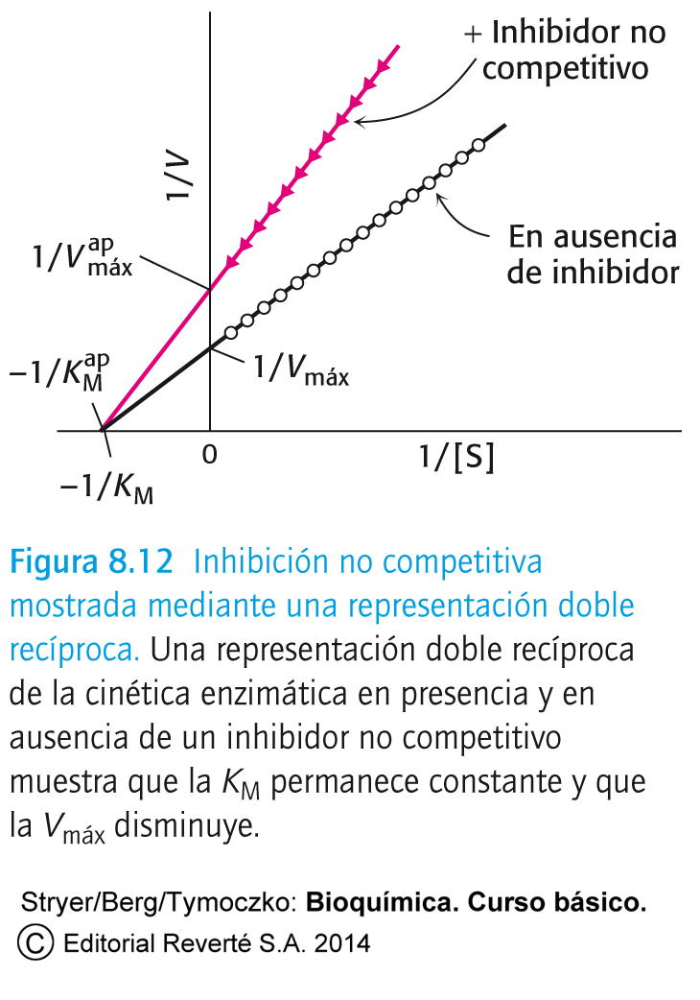 + Inhibidor no
competitivo
1/V
1/V^ap_máx
En ausencia
de inhibidor
–1/K^ap_M
1/V_máx
0
1/[S]
–1/K_M
Figura 8.12 Inhibición no competitiva
mostrada mediante una representación doble
recíproca. Una representación doble recíproca
de la cinética enzimática en presencia y en
ausencia de un inhibidor no competitivo
muestra que la K_M permanece constante y que
la V_máx disminuye.
Stryer/Berg/Tymoczko: Bioquímica. Curso básico.
© Editorial Reverté S.A. 2014